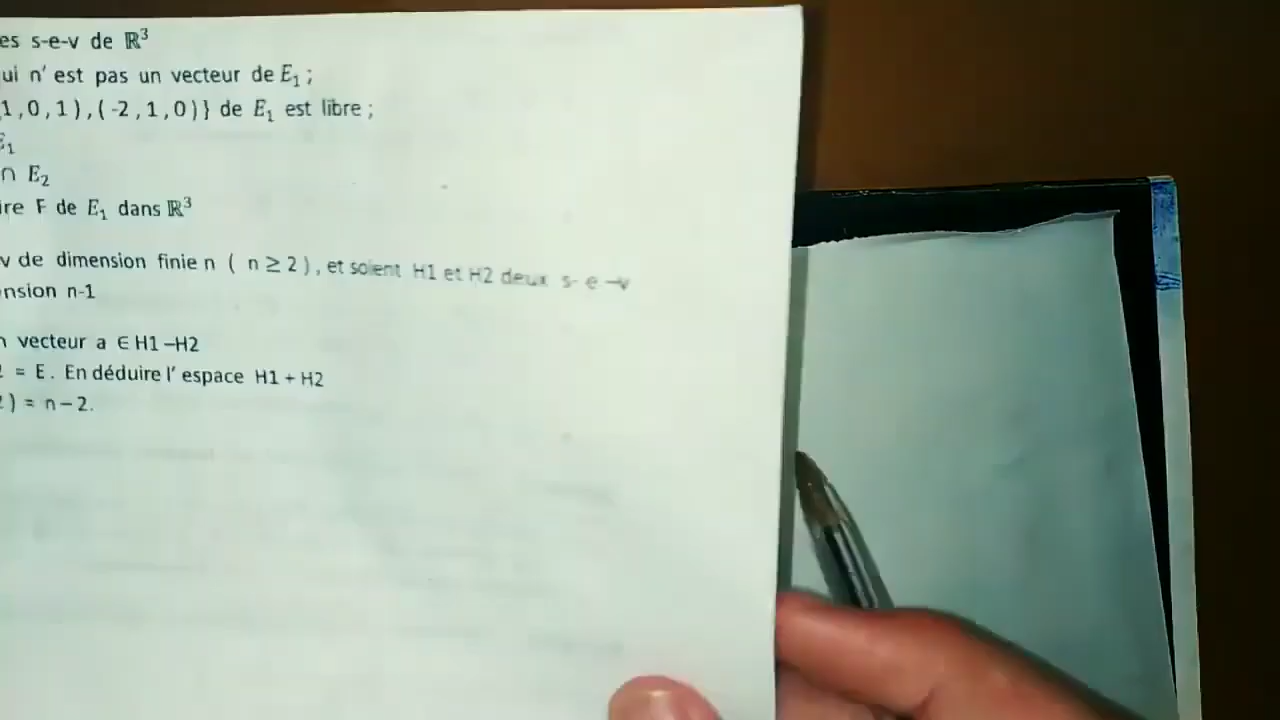 es s-e-v de ℝ³
ui n' est pas un vecteur de E₁ ;
1 , 0 , 1 ) , ( -2 , 1 , 0 ) } de E₁ est libre ;
E₁
n E₂
ire F de E₁ dans ℝ³
v de dimension finie n ( n ≥ 2 ) , et soient H1 et H2 deux s- e –v
nsion n-1
n vecteur a ∈ H1 –H2
2 = E . En déduire l' espace H1 + H2
2 ) = n – 2.